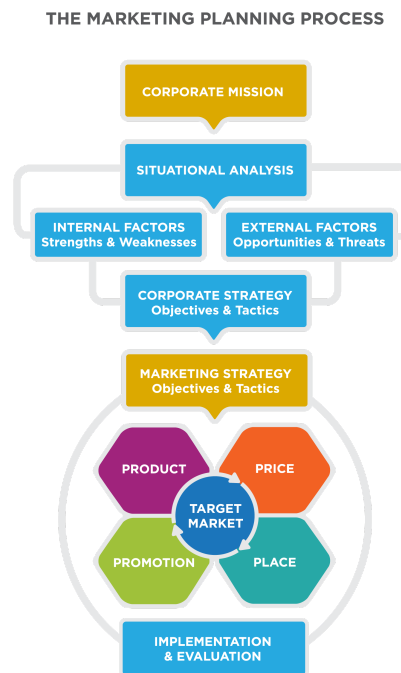 THE MARKETING PLANNING PROCESS
CORPORATE MISSION
SITUATIONAL ANALYSIS
INTERNAL FACTORS
Strengths & Weaknesses
EXTERNAL FACTORS
Opportunities & Threats
CORPORATE STRATEGY
Objectives & Tactics
MARKETING STRATEGY
Objectives & Tactics
PRODUCT
PRICE
TARGET
MARKET
PROMOTION
PLACE
IMPLEMENTATION
& EVALUATION